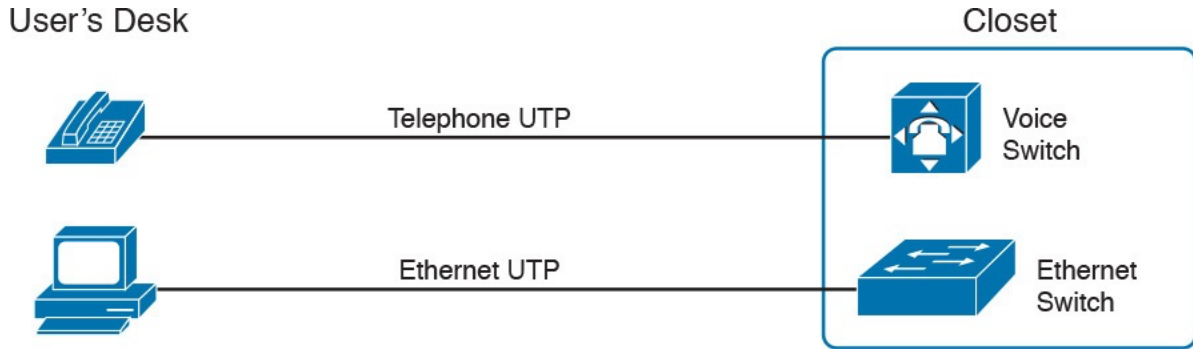 User's Desk
Closet
Telephone UTP
Voice
Switch
Ethernet UTP
Ethernet
Switch